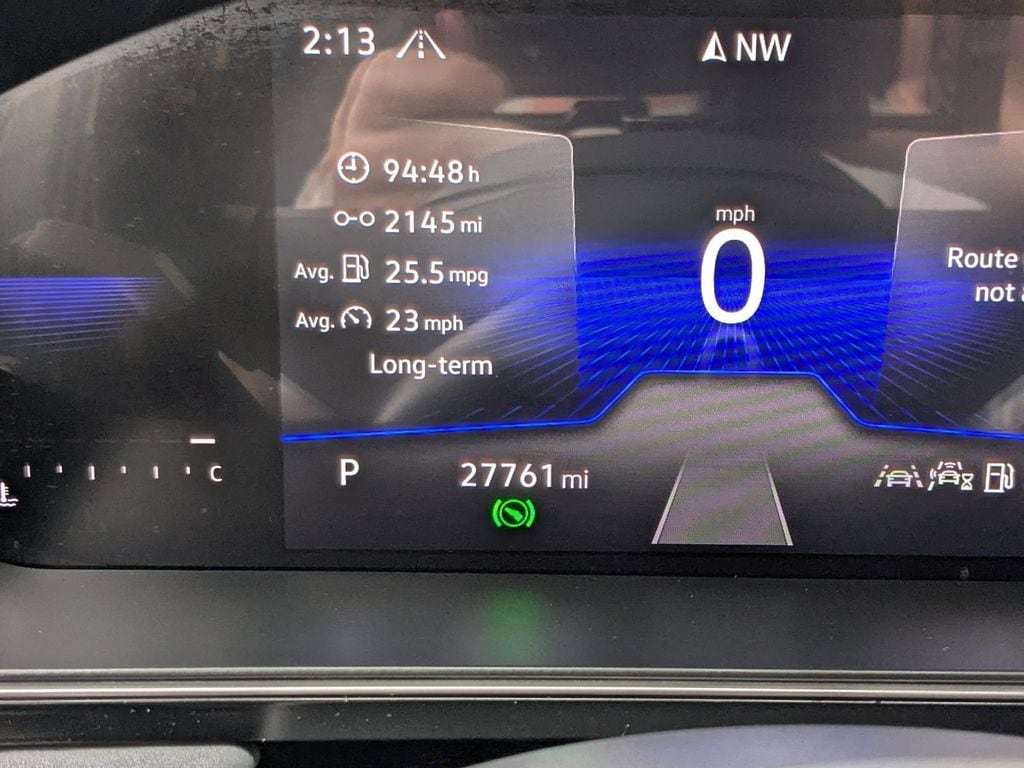 2:13
NW
94:48 h
2145 mi
Avg. 25.5 mpg
Avg. 23 mph
Long-term
mph
0
Route
not
C
P
27761 mi